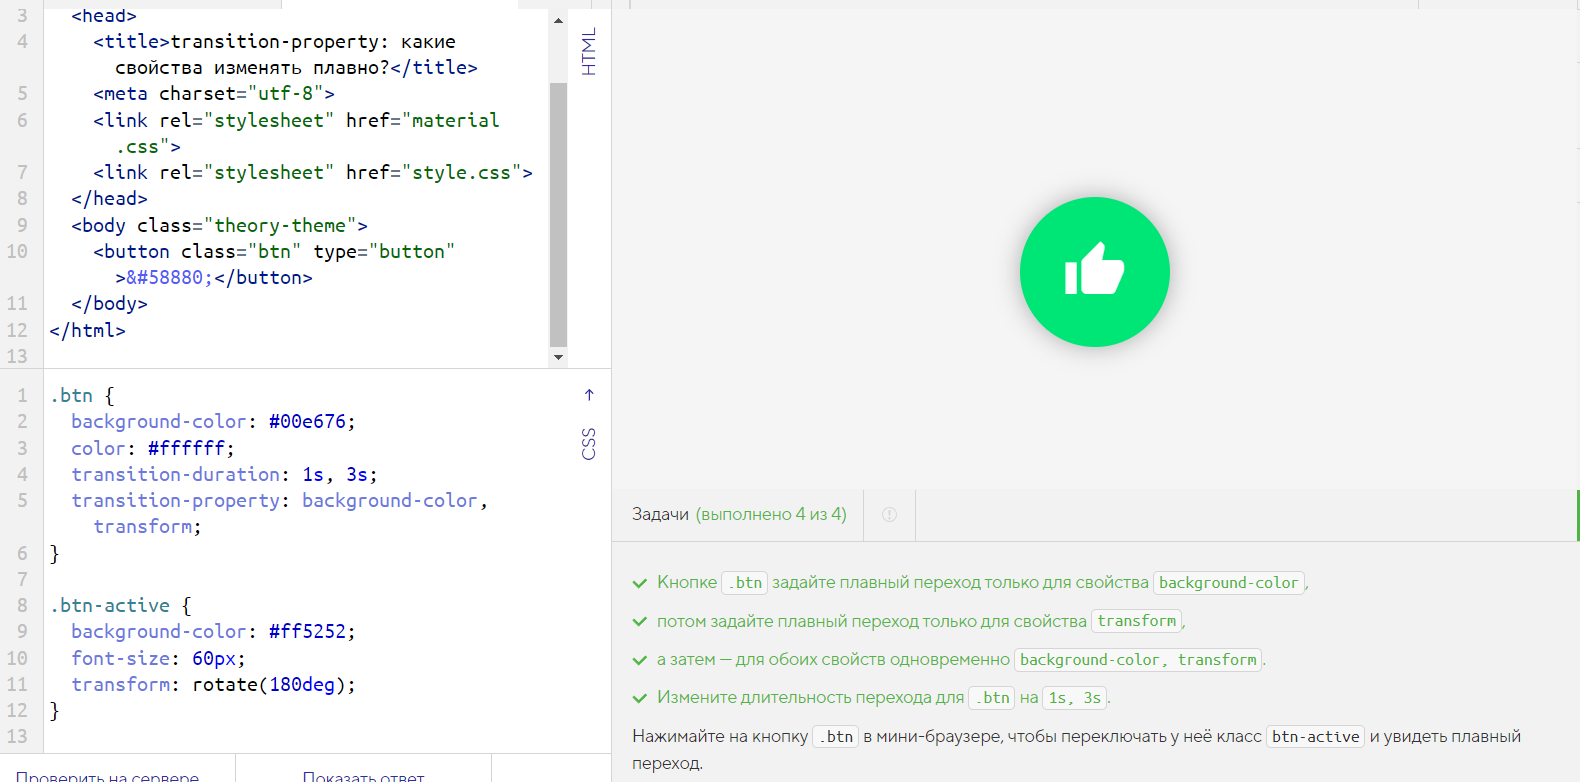 3 <head>
4 <title>transition-property: какие
свойства изменять плавно?</title>
5 <meta charset="utf-8">
6 <link rel="stylesheet" href="material
.css">
7 <link rel="stylesheet" href="style.css">
8 </head>
9 <body class="theory-theme">
10 <button class="btn" type="button"
>&#58880;</button>
11 </body>
12 </html>
13
HTML
1 .btn {
2 background-color: #00e676;
3 color: #ffffff;
4 transition-duration: 1s, 3s;
5 transition-property: background-color,
transform;
6 }
7
8 .btn-active {
9 background-color: #ff5252;
10 font-size: 60px;
11 transform: rotate(180deg);
12 }
13
CSS
Проверить на сервере
Показать ответ
Задачи (выполнено 4 из 4)
Кнопке .btn задайте плавный переход только для свойства background-color,
потом задайте плавный переход только для свойства transform,
а затем — для обоих свойств одновременно background-color, transform.
Измените длительность перехода для .btn на 1s, 3s.
Нажимайте на кнопку .btn в мини-браузере, чтобы переключать у неё класс btn-active и увидеть плавный
переход.